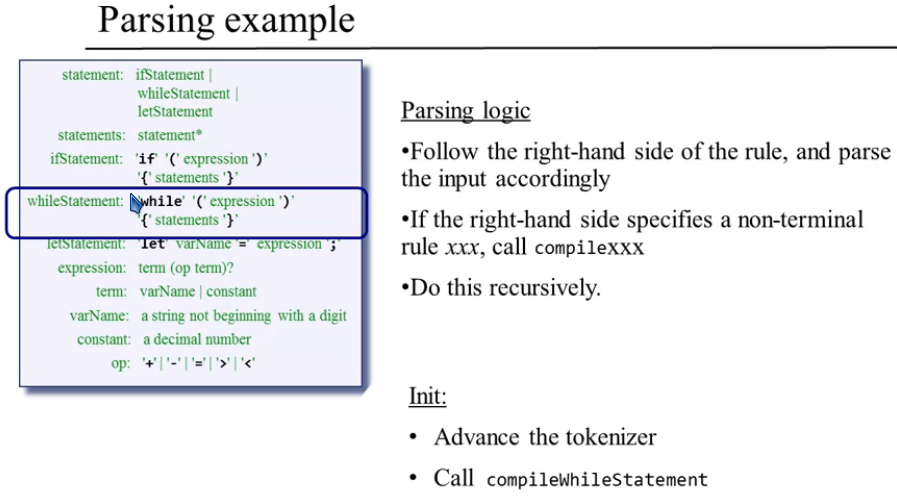 Parsing example
statement: ifStatement |
whileStatement |
letStatement
statements: statement*
ifStatement: 'if' '(' expression ')'
'{' statements '}'
whileStatement: 'while' '(' expression ')'
'{' statements '}'
letStatement: 'let' varName '=' expression ';'
expression: term (op term)?
term: varName | constant
varName: a string not beginning with a digit
constant: a decimal number
op: '+' | '-' | '=' | '>' | '<'
Parsing logic
•Follow the right-hand side of the rule, and parse
the input accordingly
•If the right-hand side specifies a non-terminal
rule xxx, call compilexxx
•Do this recursively.
Init:
• Advance the tokenizer
• Call compileWhileStatement